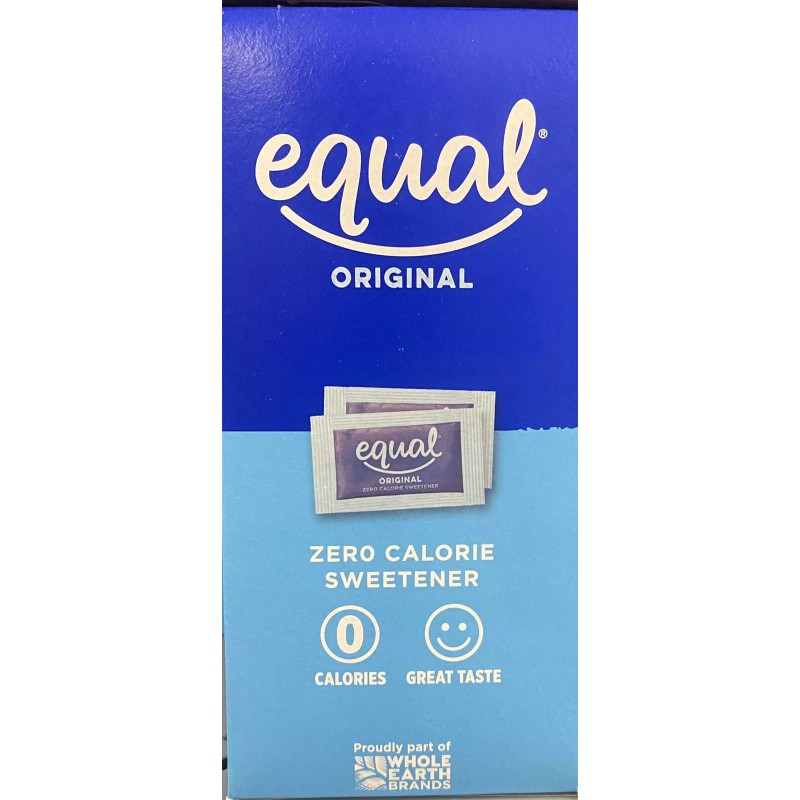 equal®
ORIGINAL
equal
ORIGINAL
ZERO CALORIE SWEETENER
ZERO CALORIE
SWEETENER
0
CALORIES
GREAT TASTE
Proudly part of
WHOLE
EARTH
BRANDS